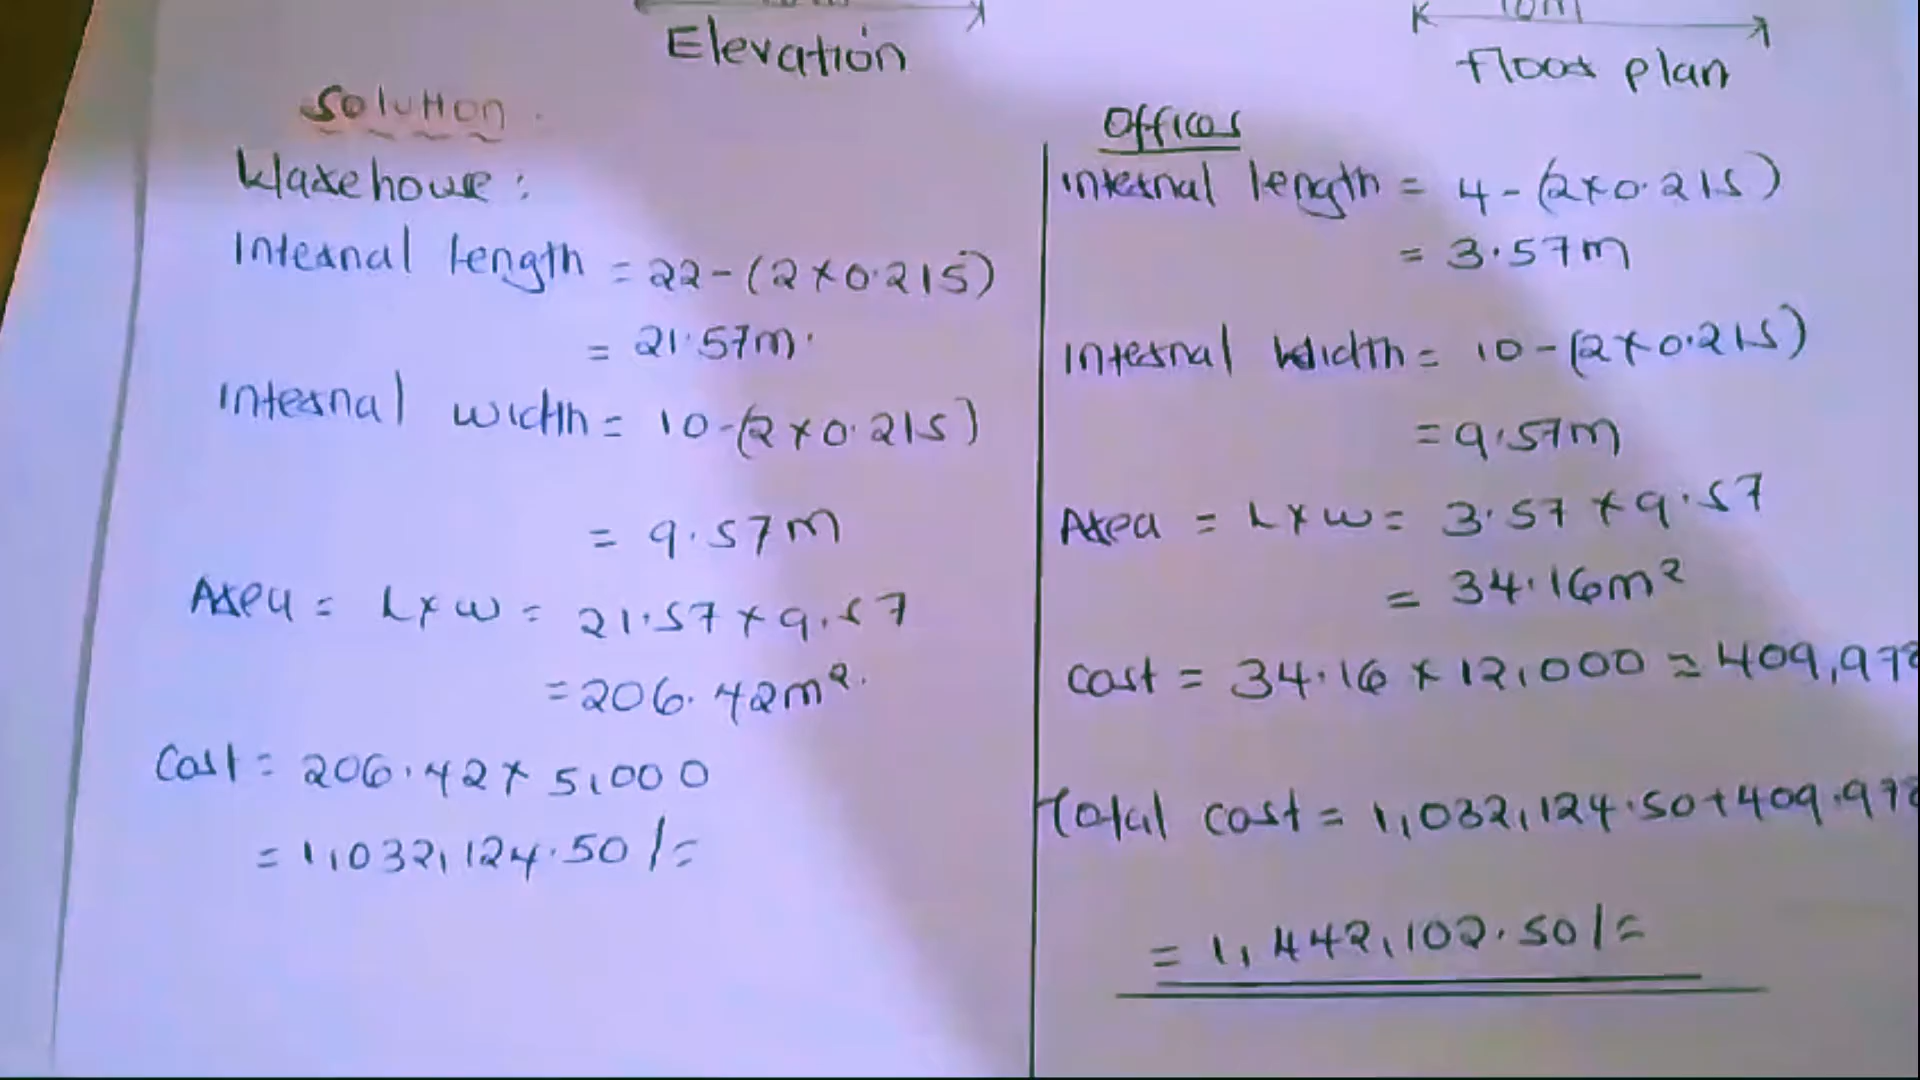 10m
Elevation
Floor plan
Solution.
Warehouse:
Internal length = 22-(2×0.215)
= 21.57m.
Internal width = 10-(2×0.215)
= 9.57m
Area = L×W = 21.57×9.57
= 206.42m².
Cost = 206.42×5,000
= 1,032,124.50/=
Offices
Internal length = 4-(2×0.215)
= 3.57m
Internal width = 10-(2×0.215)
= 9.57m
Area = L×W = 3.57×9.57
= 34.16m²
Cost = 34.16×12,000 = 409,978
Total cost = 1,032,124.50+409,978
= 1,442,102.50/=